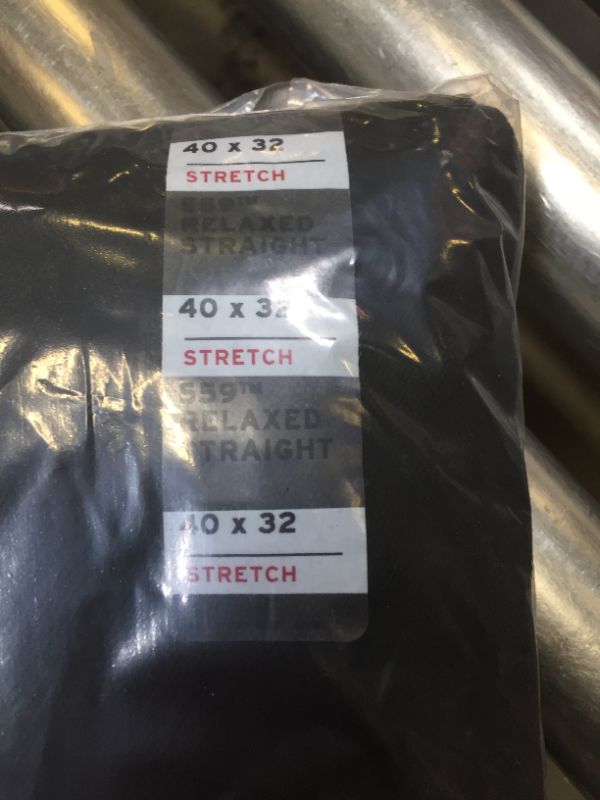 40 x 32
STRETCH
559™
RELAXED
STRAIGHT
40 x 32
STRETCH
559™
RELAXED
STRAIGHT
40 x 32
STRETCH